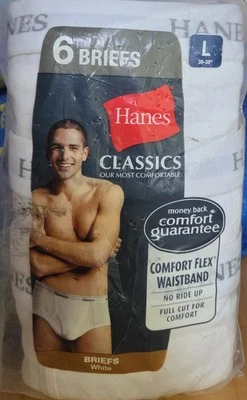 HANES
HANES
6 BRIEFS
L
Hanes
CLASSICS
OUR MOST COMFORTABLE!
money back
comfort
guarantee
COMFORT FLEX™
WAISTBAND
NO RIDE UP
FULL CUT FOR
COMFORT
BRIEFS
White